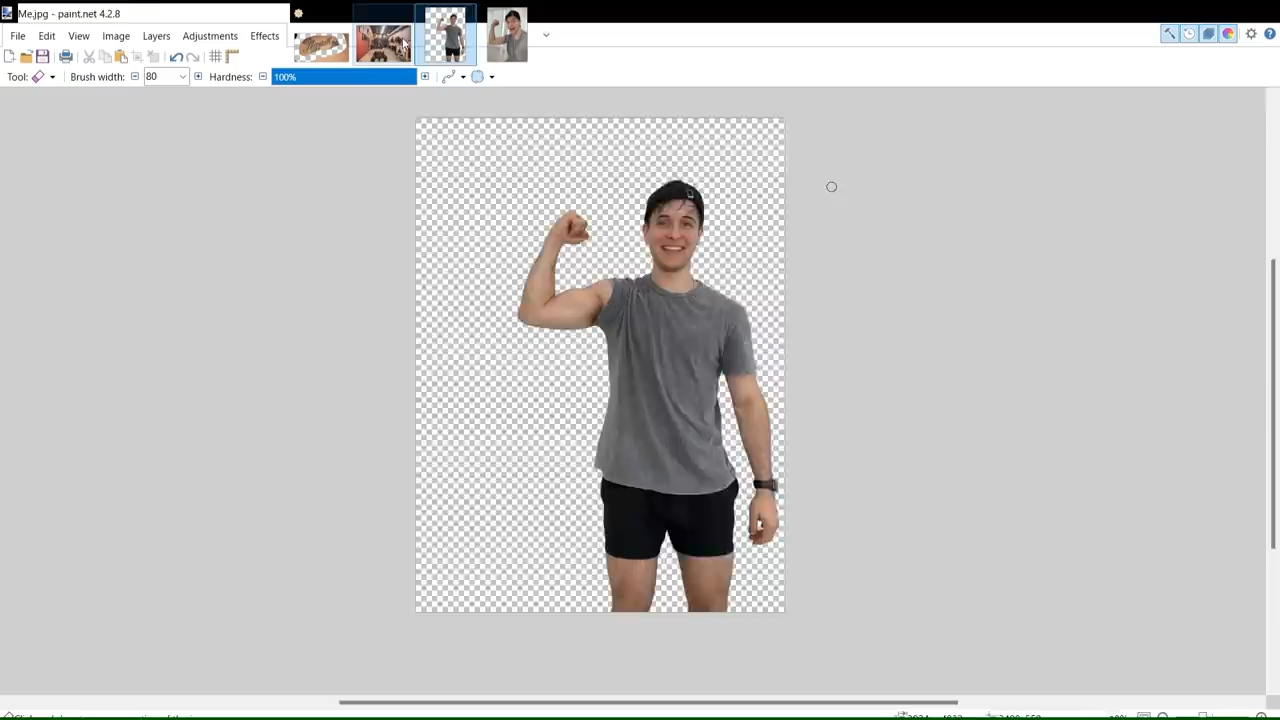 Me.jpg - paint.net 4.2.8
File Edit View Image Layers Adjustments Effects
Tool: Brush width: 80 Hardness: 100%